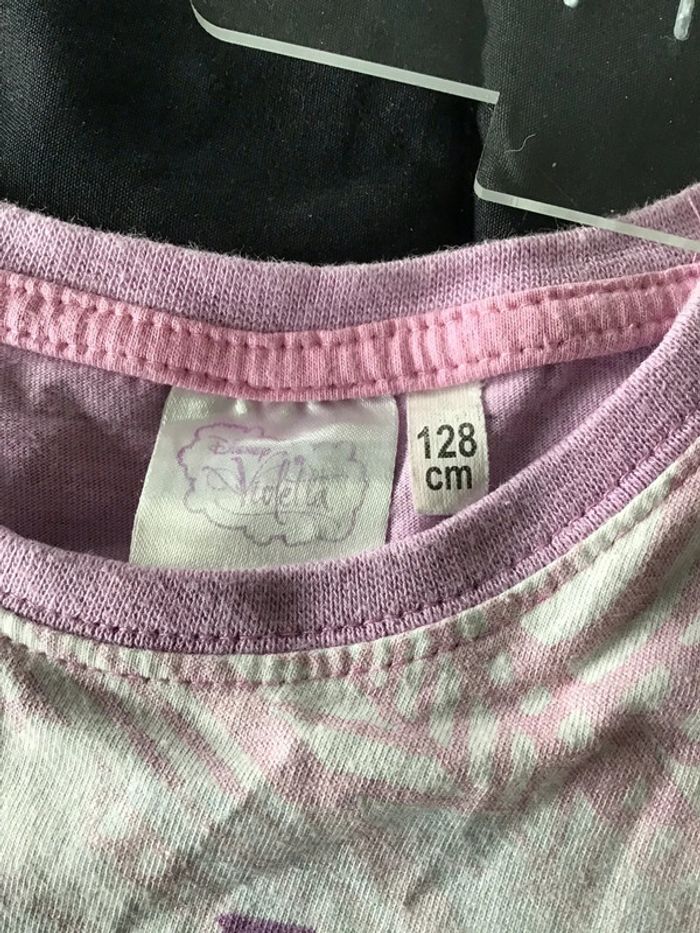 Disney
Violetta
128
cm